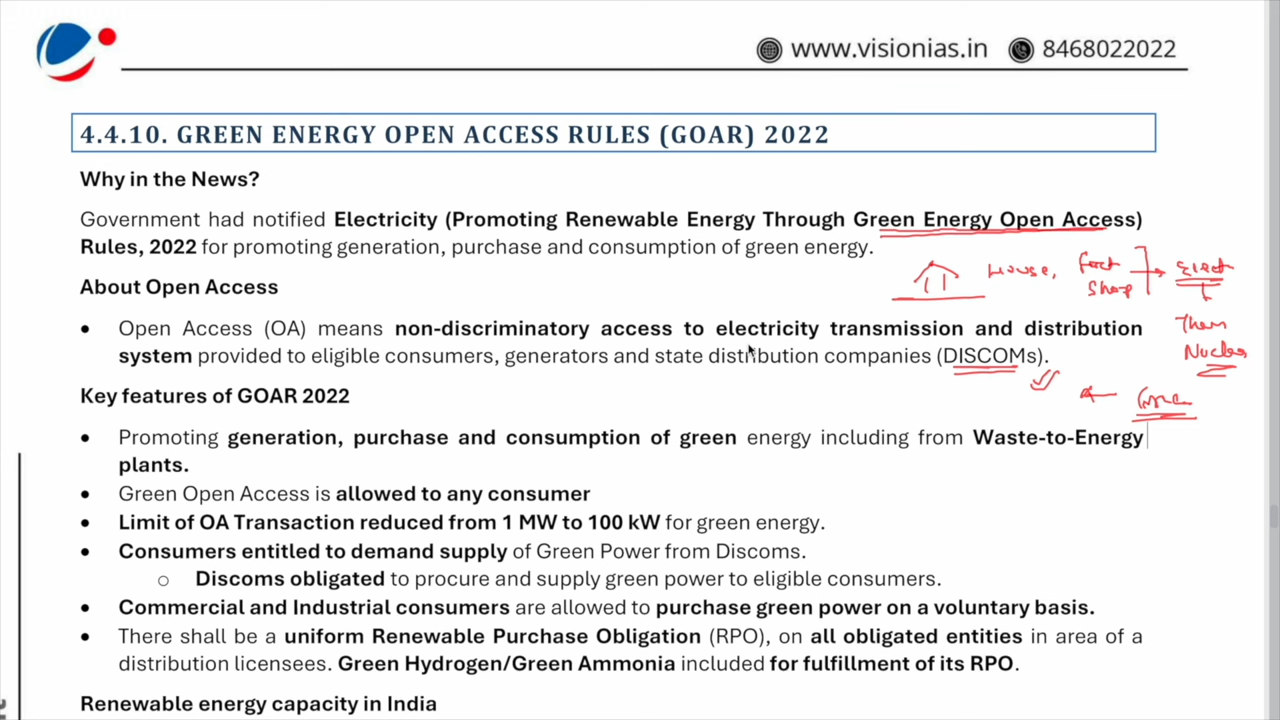 www.visionias.in 8468022022
4.4.10. GREEN ENERGY OPEN ACCESS RULES (GOAR) 2022
Why in the News?
Government had notified Electricity (Promoting Renewable Energy Through Green Energy Open Access)
Rules, 2022 for promoting generation, purchase and consumption of green energy.
House,
Shop
About Open Access
• Open Access (OA) means non-discriminatory access to electricity transmission and distribution
system provided to eligible consumers, generators and state distribution companies (DISCOMs).
Key features of GOAR 2022
• Promoting generation, purchase and consumption of green energy including from Waste-to-Energy
plants.
• Green Open Access is allowed to any consumer
• Limit of OA Transaction reduced from 1 MW to 100 kW for green energy.
• Consumers entitled to demand supply of Green Power from Discoms.
o Discoms obligated to procure and supply green power to eligible consumers.
• Commercial and Industrial consumers are allowed to purchase green power on a voluntary basis.
• There shall be a uniform Renewable Purchase Obligation (RPO), on all obligated entities in area of a
distribution licensees. Green Hydrogen/Green Ammonia included for fulfillment of its RPO.
Renewable energy capacity in India